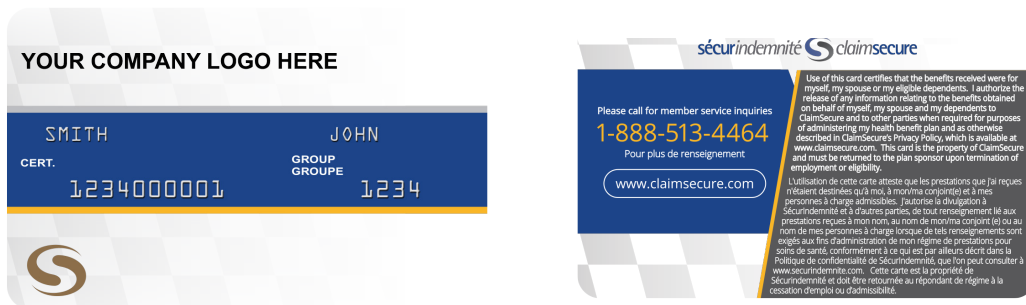 YOUR COMPANY LOGO HERE
SMITH JOHN
CERT. GROUP
GROUPE
1234000001 1234
sécurindemnité claimsecure
Please call for member service inquiries
1-888-513-4464
Pour plus de renseignement
www.claimsecure.com
Use of this card certifies that the benefits received were for
myself, my spouse or my eligible dependents. I authorize the
release of any information relating to the benefits obtained
on behalf of myself, my spouse and my dependents to
ClaimSecure and to other parties when required for purposes
of administering my health benefit plan and as otherwise
described in ClaimSecure's Privacy Policy, which is available at
www.claimsecure.com. This card is the property of ClaimSecure
and must be returned to the plan sponsor upon termination of
employment or eligibility.
L'utilisation de cette carte atteste que les prestations que j'ai reçues
n'étaient destinées qu'à moi, à mon/ma conjoint(e) et à mes
personnes à charge admissibles. J'autorise la divulgation à
SécurIndemnité et à d'autres parties, de tout renseignement lié aux
prestations reçues à mon nom, au nom de mon/ma conjoint (e) ou au
nom de mes personnes à charge lorsque de tels renseignements sont
exigés aux fins d'administration de mon régime de prestations pour
soins de santé, conformément à ce qui est par ailleurs décrit dans la
Politique de confidentialité de SécurIndemnité, que l'on peut consulter à
www.securindemnite.com. Cette carte est la propriété de
SécurIndemnité et doit être retournée au répondant de régime à la
cessation d'emploi ou d'admissibilité.